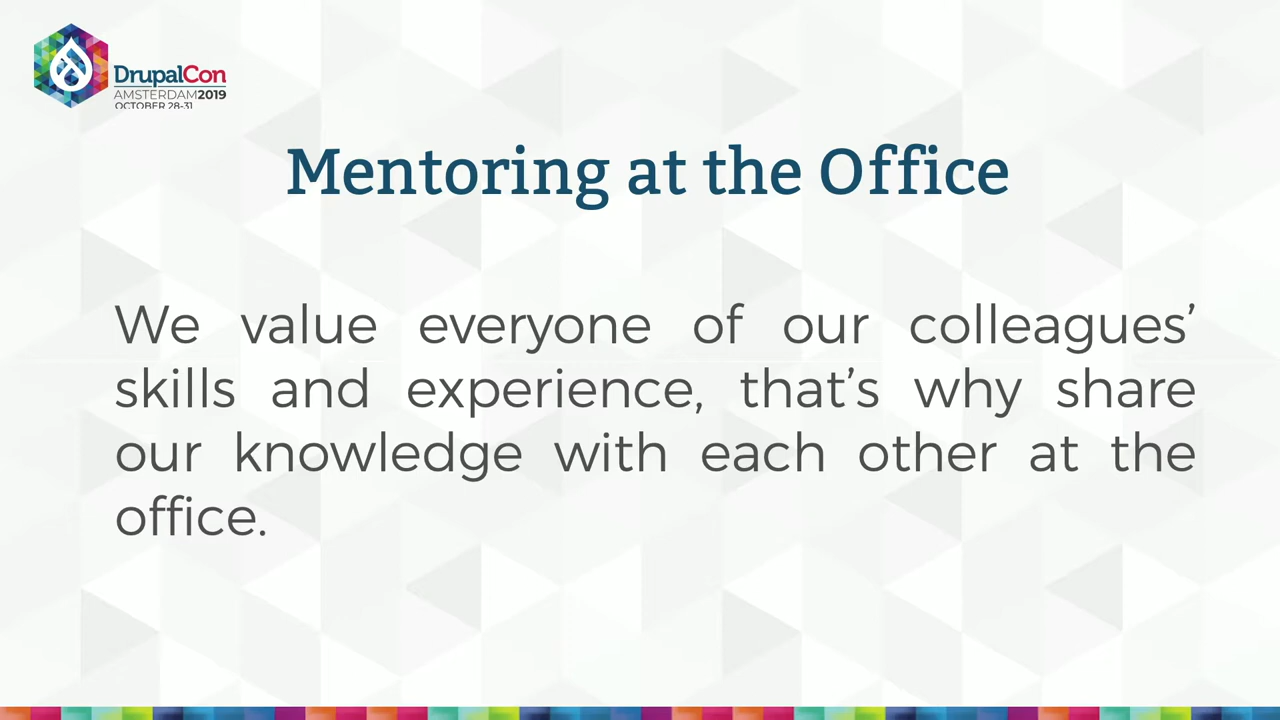 DrupalCon
AMSTERDAM2019
OCTOBER 28-31
Mentoring at the Office
We value everyone of our colleagues’
skills and experience, that’s why share
our knowledge with each other at the
office.